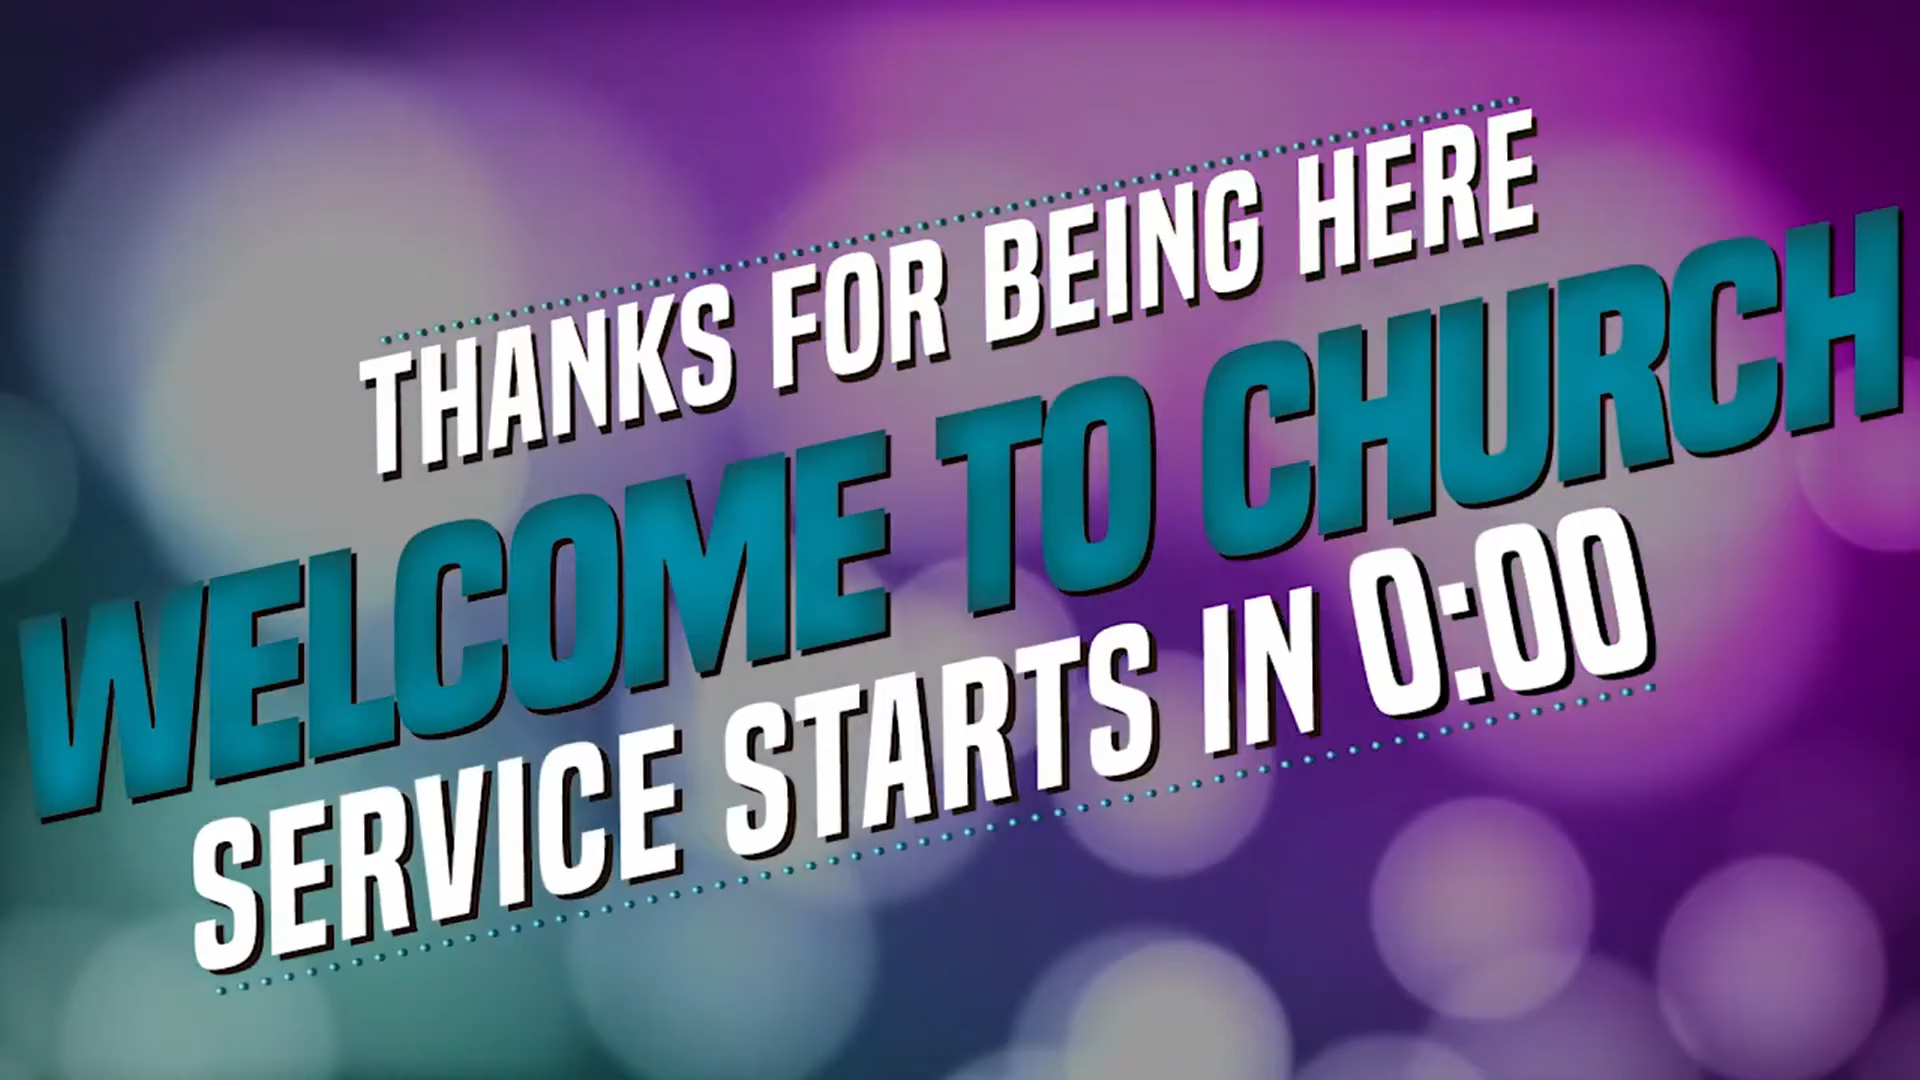 THANKS FOR BEING HERE
WELCOME TO CHURCH
SERVICE STARTS IN 0:00